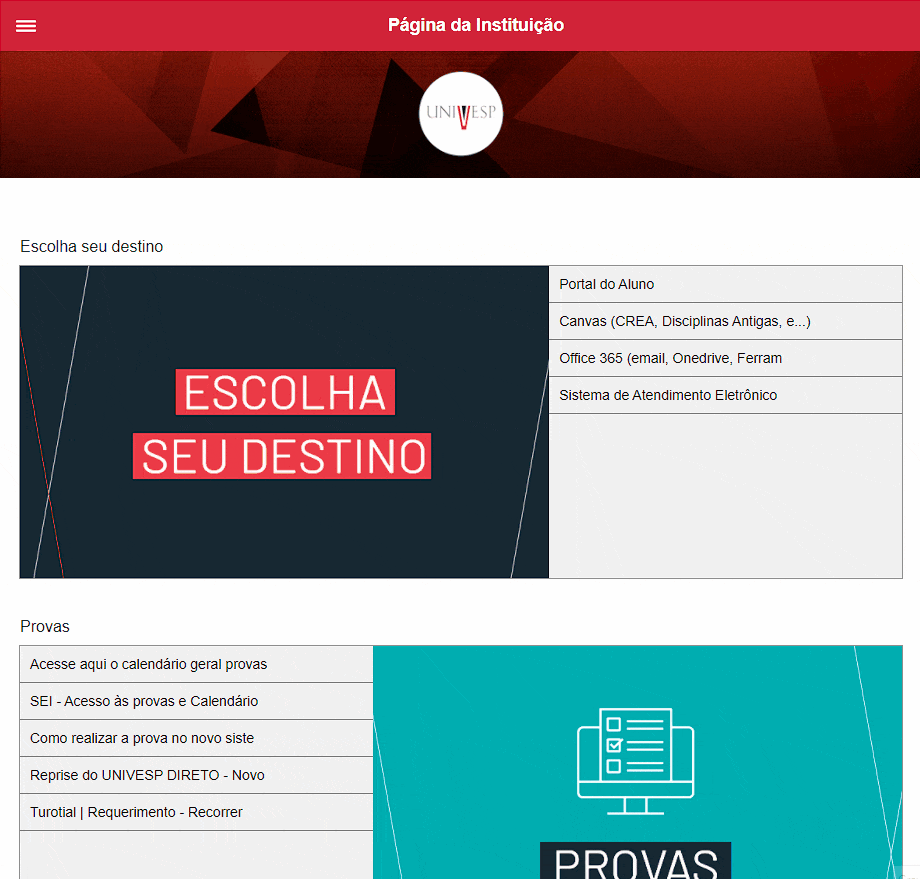 Página da Instituição
UNIVESP
Escolha seu destino
ESCOLHA
SEU DESTINO
Portal do Aluno
Canvas (CREA, Disciplinas Antigas, e...)
Office 365 (email, Onedrive, Ferram
Sistema de Atendimento Eletrônico
Provas
Acesse aqui o calendário geral provas
SEI - Acesso às provas e Calendário
Como realizar a prova no novo siste
Reprise do UNIVESP DIRETO - Novo
Turotial | Requerimento - Recorrer
PROVAS